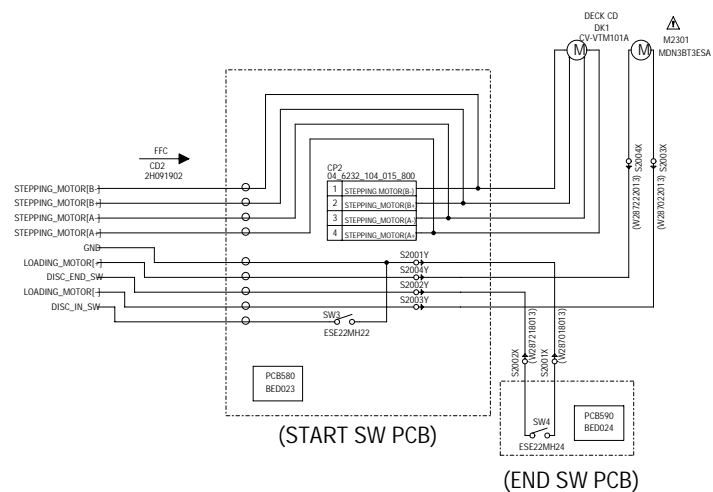 DECK CD
DK1
CV-VTM101A
M
M
M2301
MDN3BT3ESA
FFC
CD2
2H091902
STEPPING_MOTOR[B-]
STEPPING_MOTOR[B+]
STEPPING_MOTOR[A-]
STEPPING_MOTOR[A+]
GND
LOADING_MOTOR[+]
DISC_END_SW
LOADING_MOTOR[-]
DISC_IN_SW
CP2
04_6232_104_015_800
1 STEPPING MOTOR(B-)
2 STEPPING_MOTOR(B+
3 STEPPING_MOTOR(A-)
4 STEPPING_MOTOR(A+
S2001Y
S2004Y
S2002Y
S2003Y
SW3
ESE22MH22
S2004X
(W287222013)
S2003X
(W287022013)
S2002X
(W287218013)
S2001X
(W287018013)
PCB580
BED023
(START SW PCB)
SW4
ESE22MH24
PCB590
BED024
(END SW PCB)